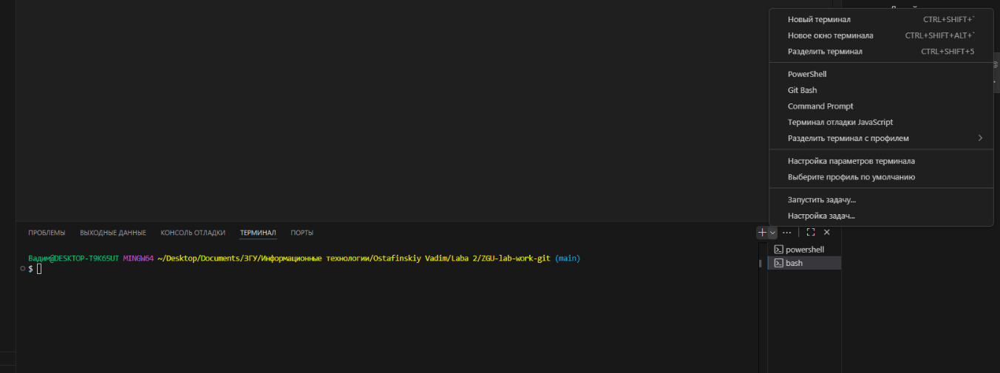 Новый терминал CTRL+SHIFT+`
Новое окно терминала CTRL+SHIFT+ALT+`
Разделить терминал CTRL+SHIFT+5
PowerShell
Git Bash
Command Prompt
Терминал отладки JavaScript
Разделить терминал с профилем
Настройка параметров терминала
Выберите профиль по умолчанию
Запустить задачу...
Настройка задач...
ПРОБЛЕМЫ ВЫХОДНЫЕ ДАННЫЕ КОНСОЛЬ ОТЛАДКИ ТЕРМИНАЛ ПОРТЫ
powershell
bash
Вадим@DESKTOP-T9K65UT MINGW64 ~/Desktop/Documents/ЗГУ/Информационные технологии/Ostafinskiy Vadim/Laba 2/ZGU-lab-work-git (main)
$